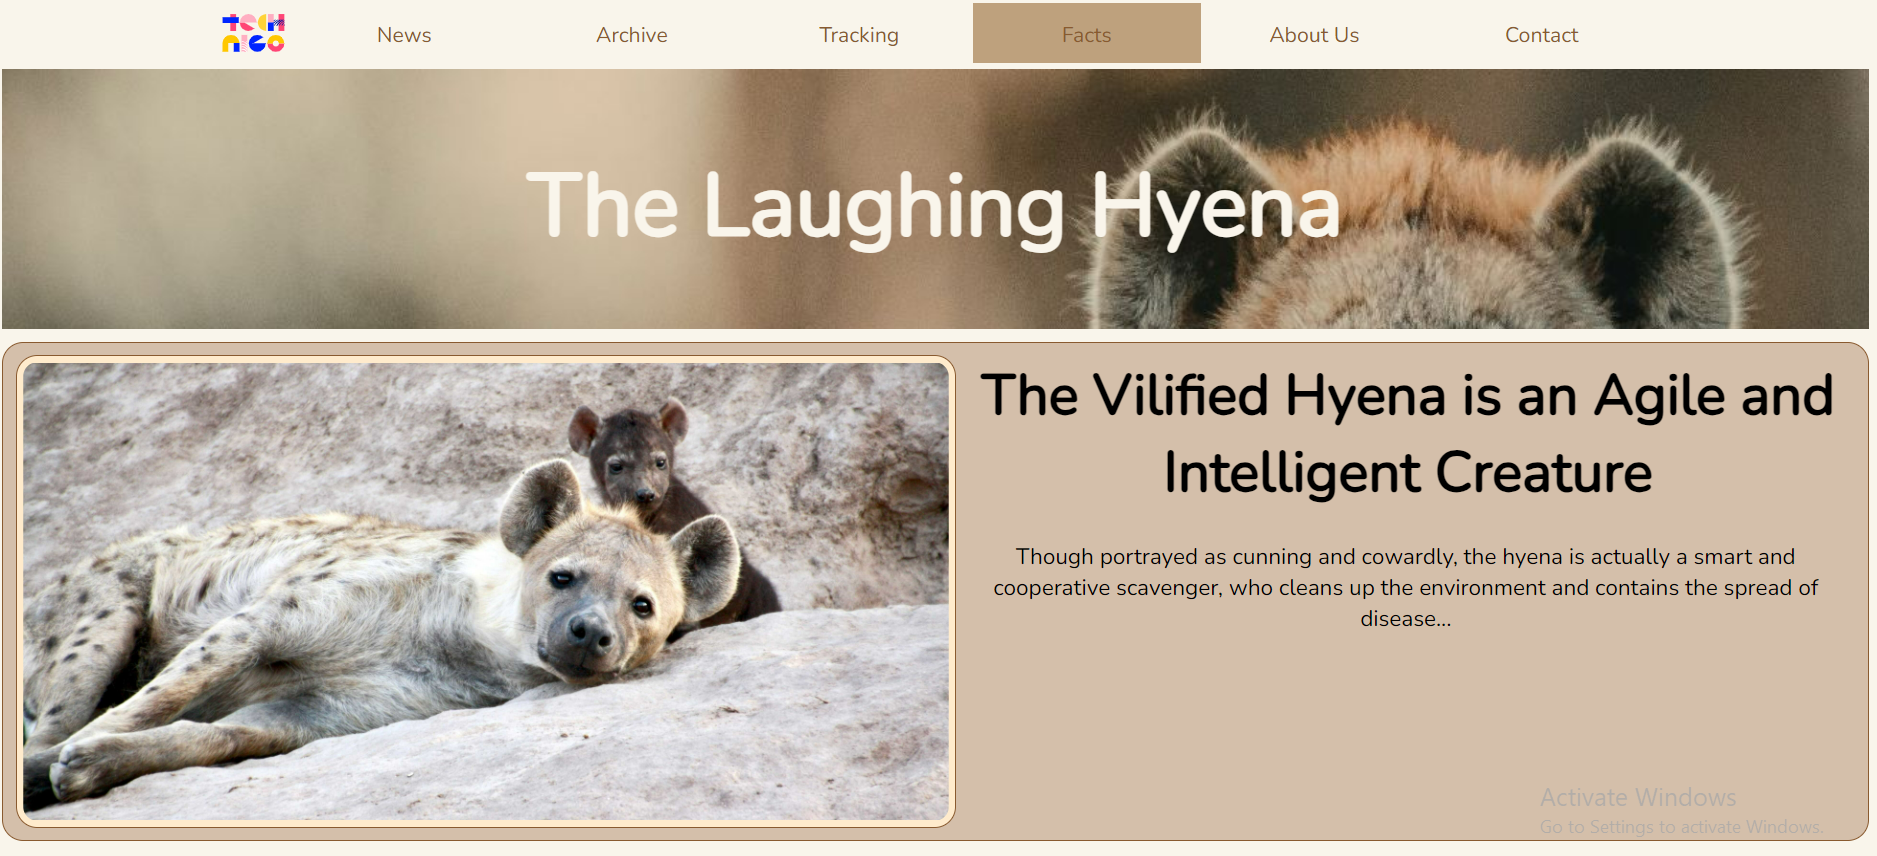 TECH
NICO
News
Archive
Tracking
Facts
About Us
Contact
The Laughing Hyena
The Vilified Hyena is an Agile and
Intelligent Creature
Though portrayed as cunning and cowardly, the hyena is actually a smart and
cooperative scavenger, who cleans up the environment and contains the spread of
disease...
Activate Windows
Go to Settings to activate Windows.